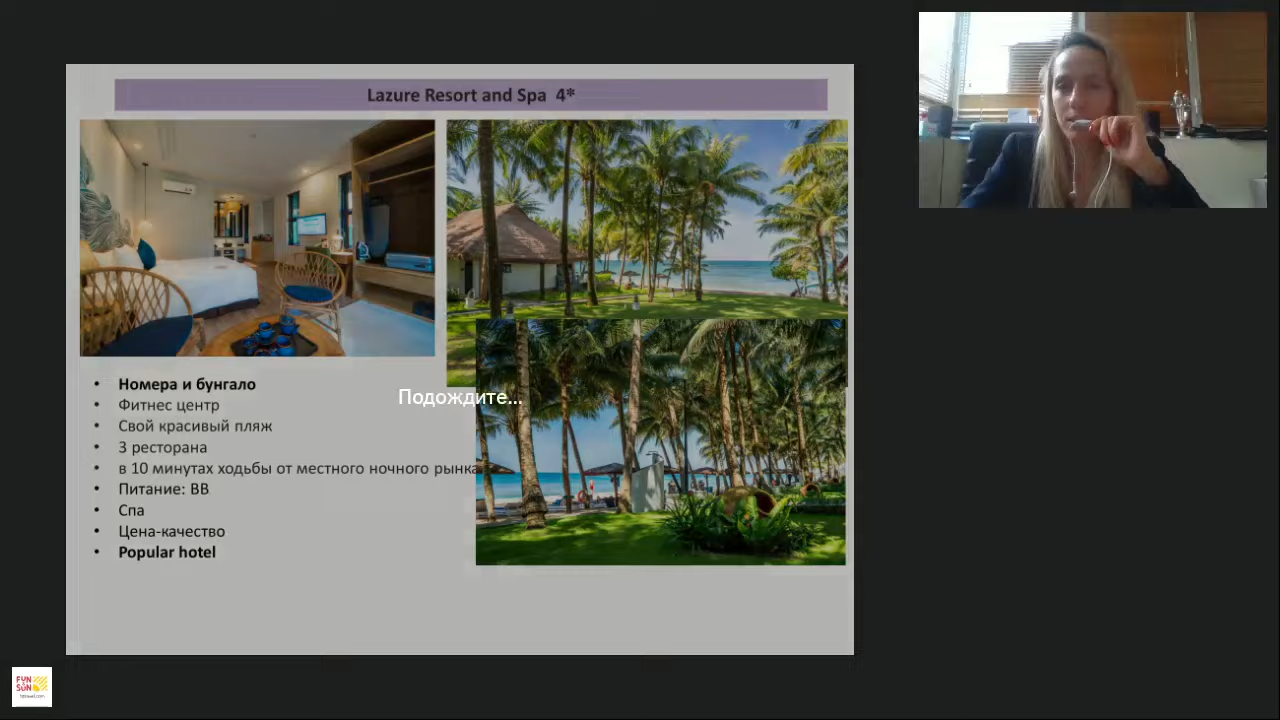 Lazure Resort and Spa 4*
• Номера и бунгало
• Фитнес центр
• Свой красивый пляж
• 3 ресторана
• в 10 минутах ходьбы от местного ночного рынка
• Питание: BB
• Спа
• Цена-качество
• Popular hotel
Подождите...
FUN
&SUN